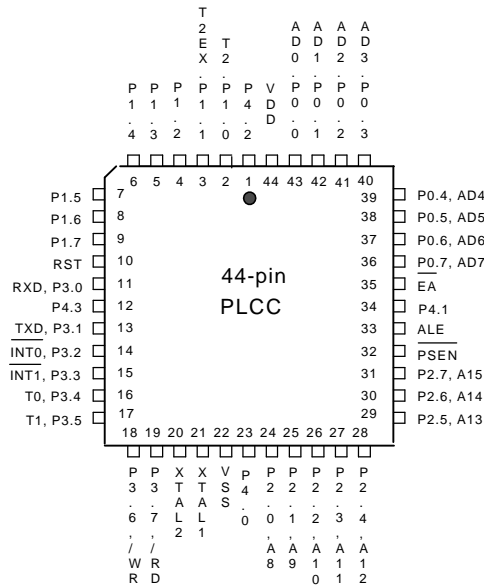 P1.4
P1.3
P1.2
T2EX, P1.1
T2, P1.0
P4.2
VDD
AD0, P0.0
AD1, P0.1
AD2, P0.2
AD3, P0.3
6 5 4 3 2 1 44 43 42 41 40
P1.5 7
P1.6 8
P1.7 9
RST 10
RXD, P3.0 11
P4.3 12
TXD, P3.1 13
INT0, P3.2 14
INT1, P3.3 15
T0, P3.4 16
T1, P3.5 17
44-pin
PLCC
39 P0.4, AD4
38 P0.5, AD5
37 P0.6, AD6
36 P0.7, AD7
35 EA
34 P4.1
33 ALE
32 PSEN
31 P2.7, A15
30 P2.6, A14
29 P2.5, A13
18 19 20 21 22 23 24 25 26 27 28
P3.6,/WR
P3.7,/RD
XTAL2
XTAL1
VSS
P4.0
P2.0,A8
P2.1,A9
P2.2,A10
P2.3,A11
P2.4,A12